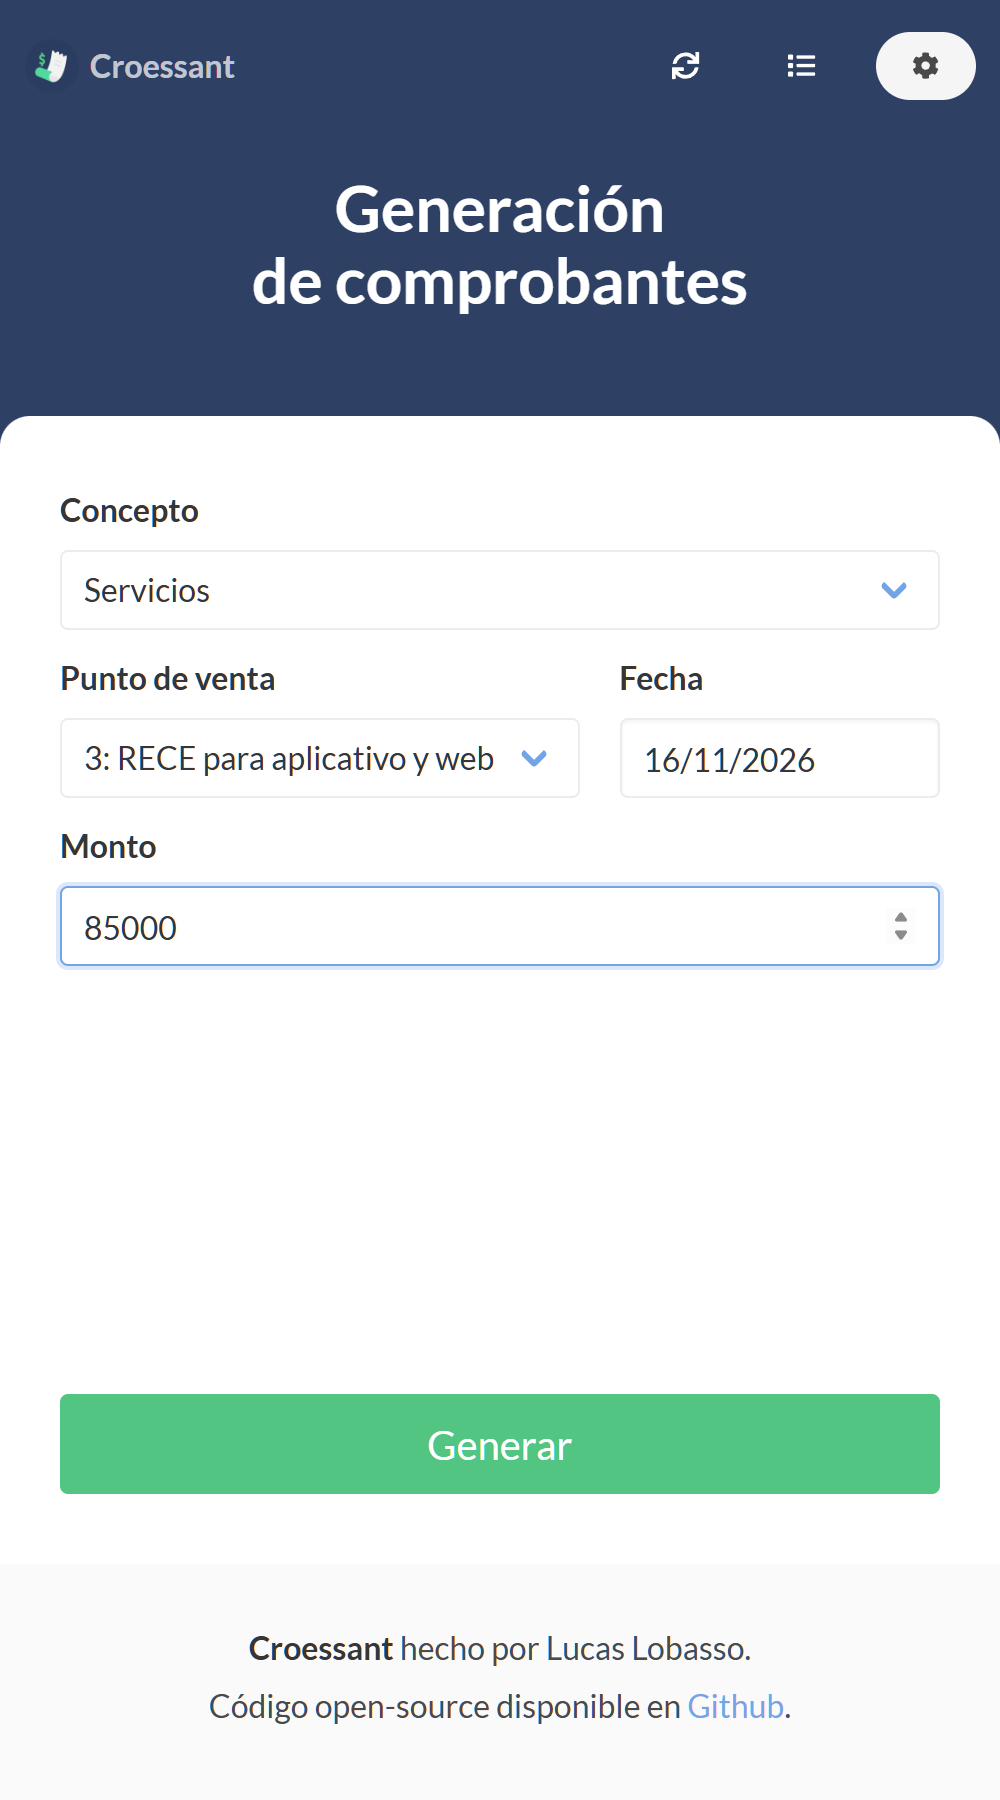 Croessant
Generación
de comprobantes
Concepto
Servicios
Punto de venta
Fecha
3: RECE para aplicativo y web
16/11/2026
Monto
85000
Generar
Croessant hecho por Lucas Lobasso.
Código open-source disponible en Github.